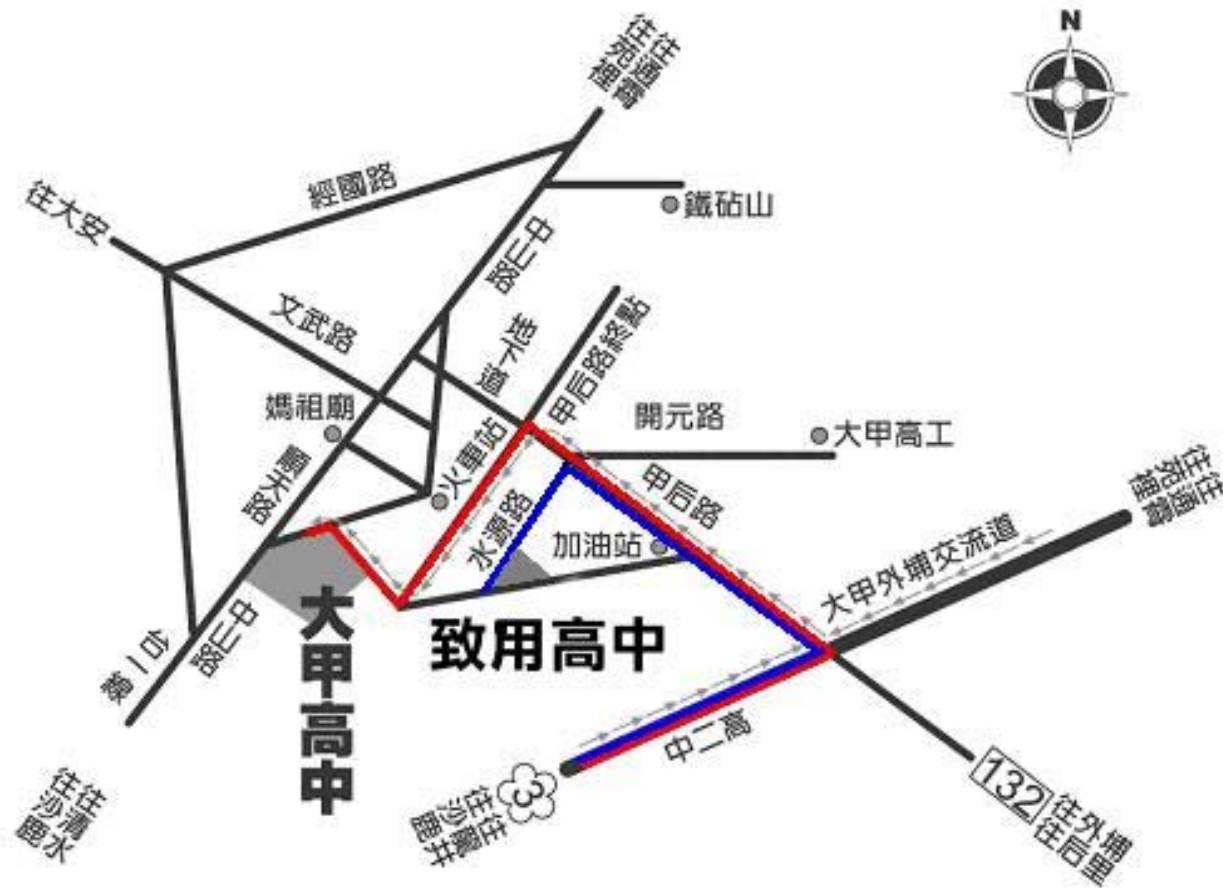 N
往通霄
往苑裡
經國路
往大安
鐵砧山
中山路
文武路
地下道
甲后路終點
媽祖廟
開元路
大甲高工
火車站
順天路
甲后路
水源路
加油站
往通霄
往苑裡
大甲外埔交流道
中山路
台一線
致用高中
大甲高中
中二高
3
132
往外埔
往后里
往龍井
往沙鹿
往清水
往沙鹿